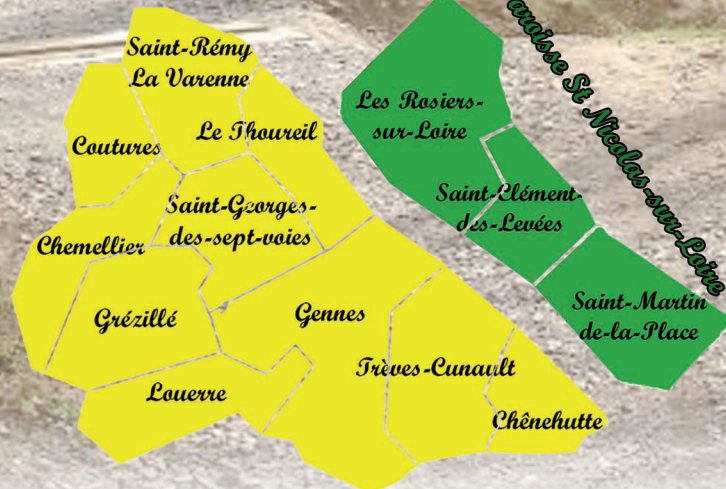 Saint-Rémy
La Varenne
Coutures
Le Thoureil
Saint-Georges-
des-sept-voies
Chemellier
Grézillé
Gennes
Louerre
Trèves-Cunault
Chênehutte
Les Rosiers-
sur-Loire
Saint-Clément-
des-Levées
Saint-Martin
de-la-Place
aroisse St Nicolas-sur-Loire